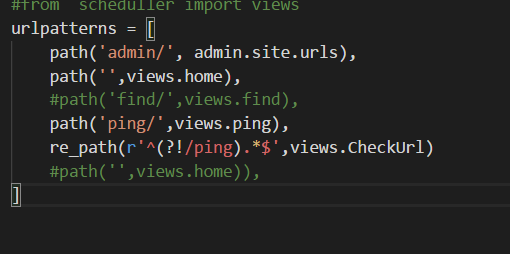 #from  scheduller import views
urlpatterns = [
    path('admin/', admin.site.urls),
    path('',views.home),
    #path('find/',views.find),
    path('ping/',views.ping),
    re_path(r'^(?!/ping).*$',views.CheckUrl)
    #path('',views.home)),
]